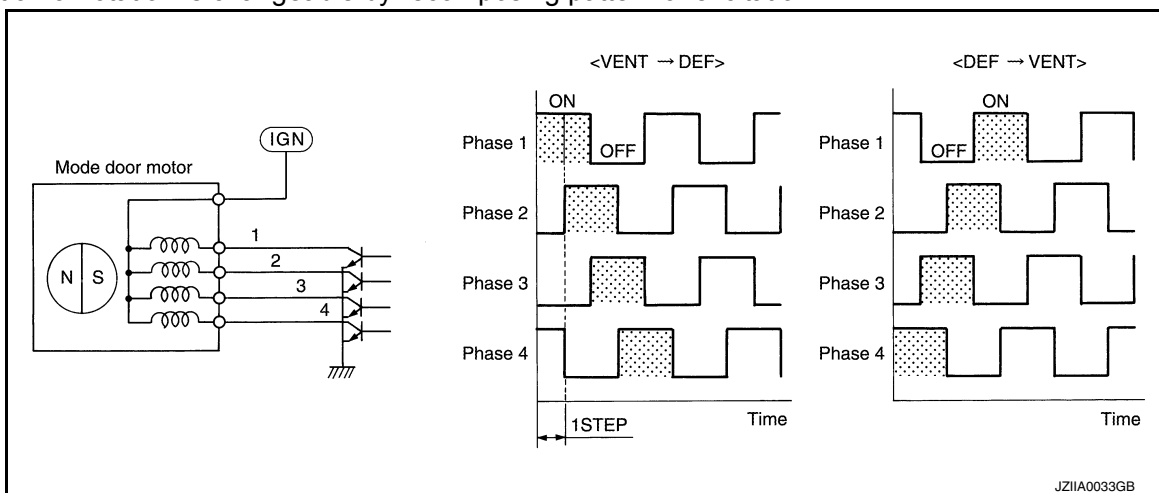 <VENT → DEF>
<DEF → VENT>
IGN
Mode door motor
N S
1
2
3
4
ON
OFF
Phase 1
Phase 2
Phase 3
Phase 4
Time
1STEP
ON
OFF
Phase 1
Phase 2
Phase 3
Phase 4
Time
JZIIA0033GB